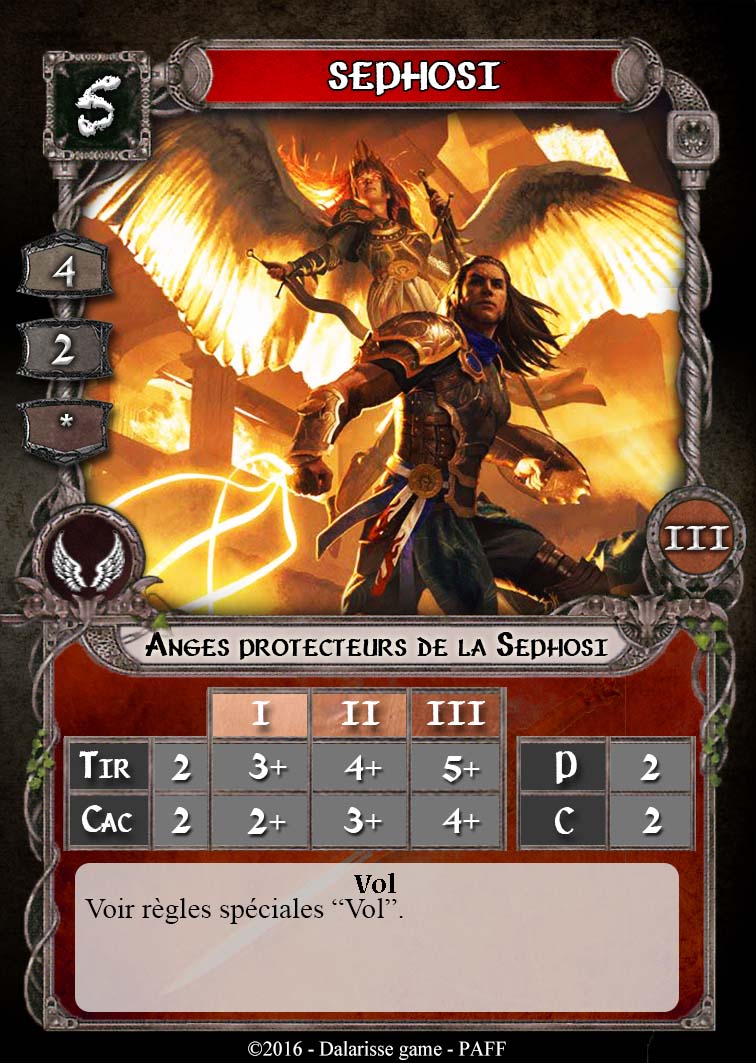 SEPHOSI
S
4
2
*
III
ANGES PROTECTEURS DE LA SEPHOSI
I II III
TIR 2 3+ 4+ 5+ P 2
CAC 2 2+ 3+ 4+ C 2
Vol
Voir règles spéciales “Vol”.
©2016 - Dalarisse game - PAFF